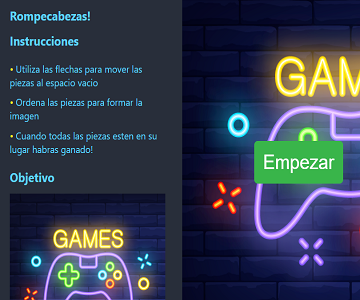 Rompecabezas!
Instrucciones
• Utiliza las flechas para mover las
piezas al espacio vacio
• Ordena las piezas para formar la
imagen
• Cuando todas las piezas esten en su
lugar habras ganado!
Objetivo
GAMES
GAM
Empezar